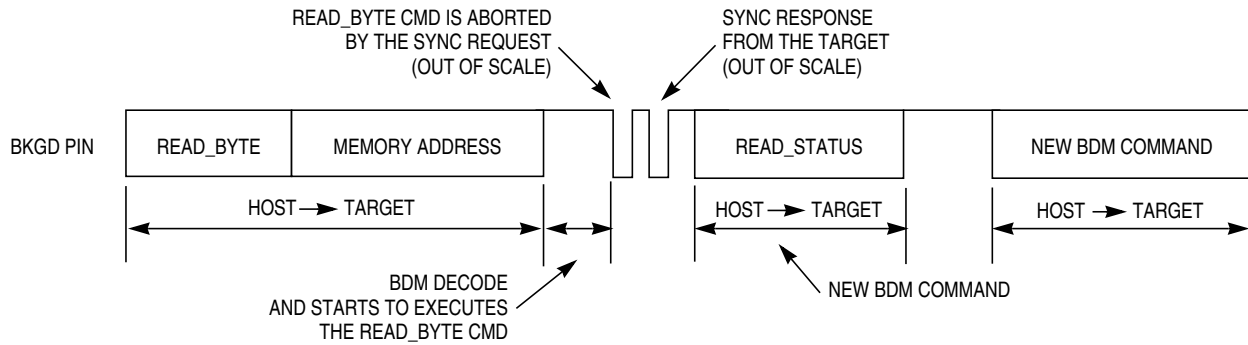 READ_BYTE CMD IS ABORTED
BY THE SYNC REQUEST
(OUT OF SCALE)
SYNC RESPONSE
FROM THE TARGET
(OUT OF SCALE)
BKGD PIN
READ_BYTE
MEMORY ADDRESS
READ_STATUS
NEW BDM COMMAND
HOST TARGET
HOST TARGET
HOST TARGET
BDM DECODE
AND STARTS TO EXECUTES
THE READ_BYTE CMD
NEW BDM COMMAND